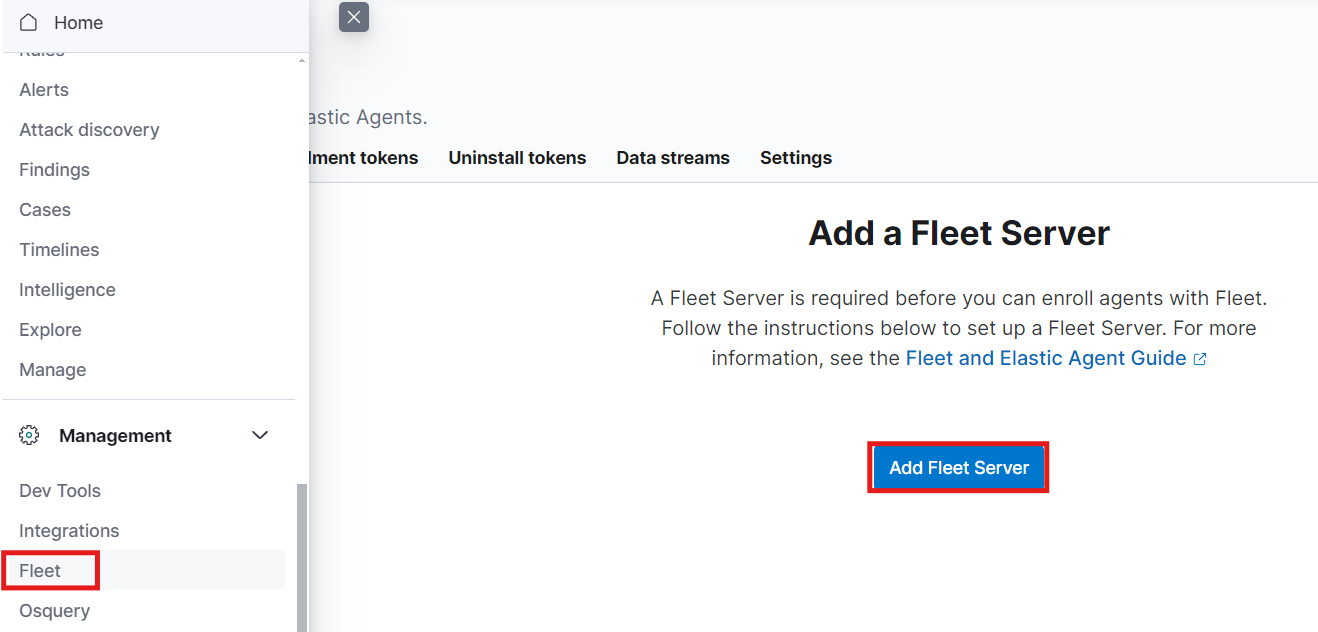 Home
Rules
Alerts
Attack discovery
Findings
Cases
Timelines
Intelligence
Explore
Manage
Management
Dev Tools
Integrations
Fleet
Osquery
astic Agents.
lment tokens Uninstall tokens Data streams Settings
Add a Fleet Server
A Fleet Server is required before you can enroll agents with Fleet.
Follow the instructions below to set up a Fleet Server. For more
information, see the Fleet and Elastic Agent Guide
Add Fleet Server